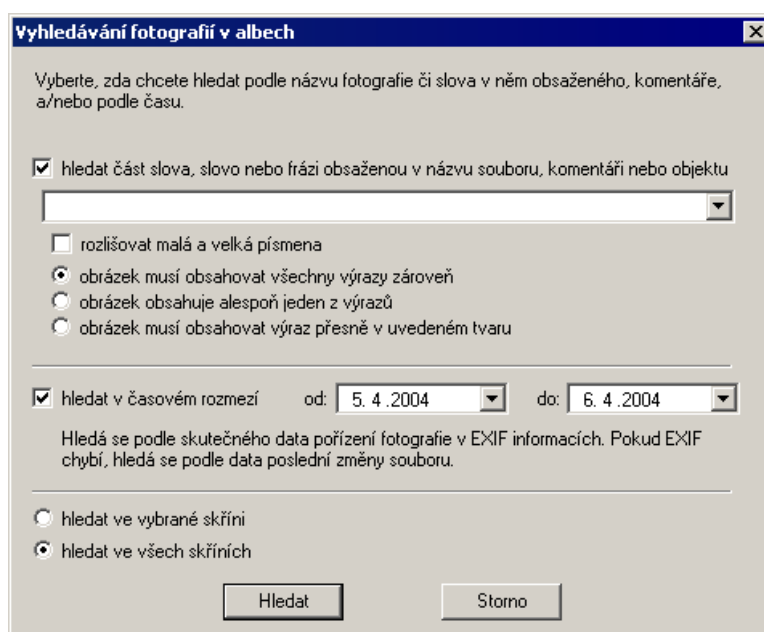 Vyhledávání fotografií v albech
Vyberte, zda chcete hledat podle názvu fotografie či slova v něm obsaženého, komentáře,
a/nebo podle času.
hledat část slova, slovo nebo frázi obsaženou v názvu souboru, komentáři nebo objektu
rozlišovat malá a velká písmena
obrázek musí obsahovat všechny výrazy zároveň
obrázek obsahuje alespoň jeden z výrazů
obrázek musí obsahovat výraz přesně v uvedeném tvaru
hledat v časovém rozmezí od: 5. 4 .2004 do: 6. 4 .2004
Hledá se podle skutečného data pořízení fotografie v EXIF informacích. Pokud EXIF
chybí, hledá se podle data poslední změny souboru.
hledat ve vybrané skříni
hledat ve všech skříních
Hledat Storno